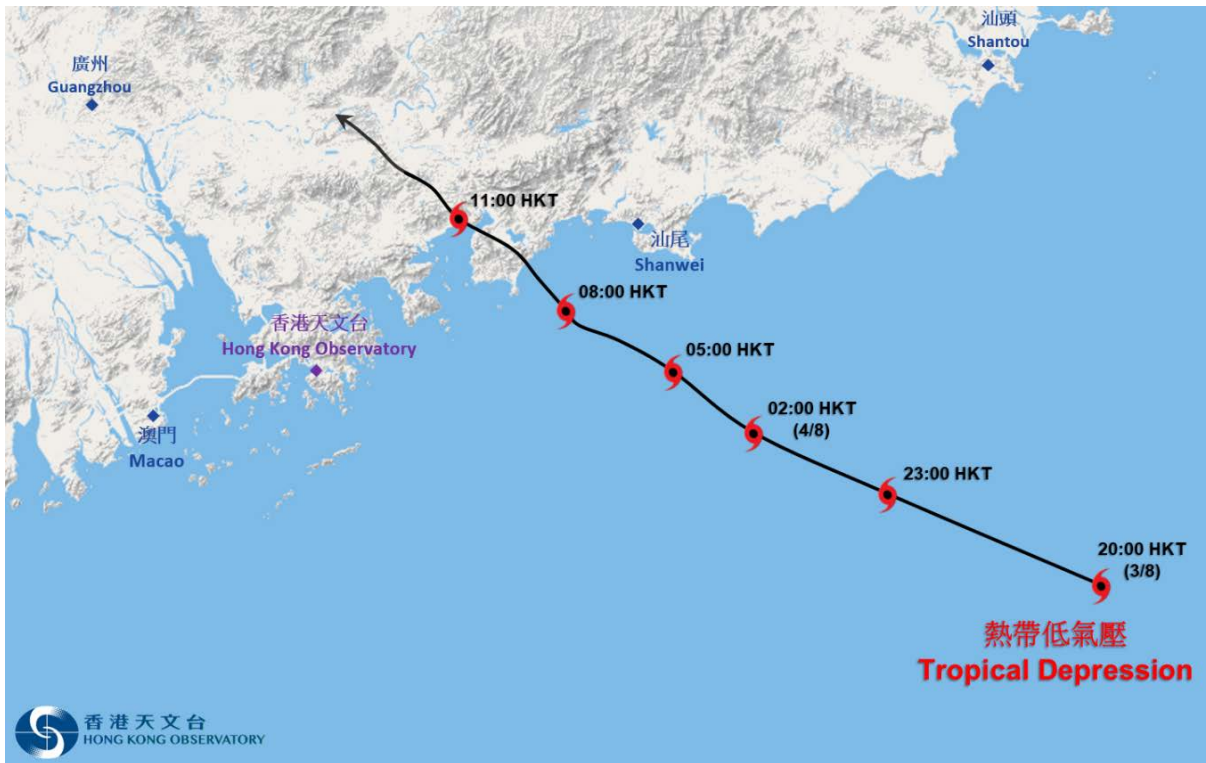 汕頭
Shantou
廣州
Guangzhou
11:00 HKT
汕尾
Shanwei
08:00 HKT
香港天文台
Hong Kong Observatory
05:00 HKT
02:00 HKT
(4/8)
澳門
Macao
23:00 HKT
20:00 HKT
(3/8)
熱帶低氣壓
Tropical Depression
香港天文台
HONG KONG OBSERVATORY